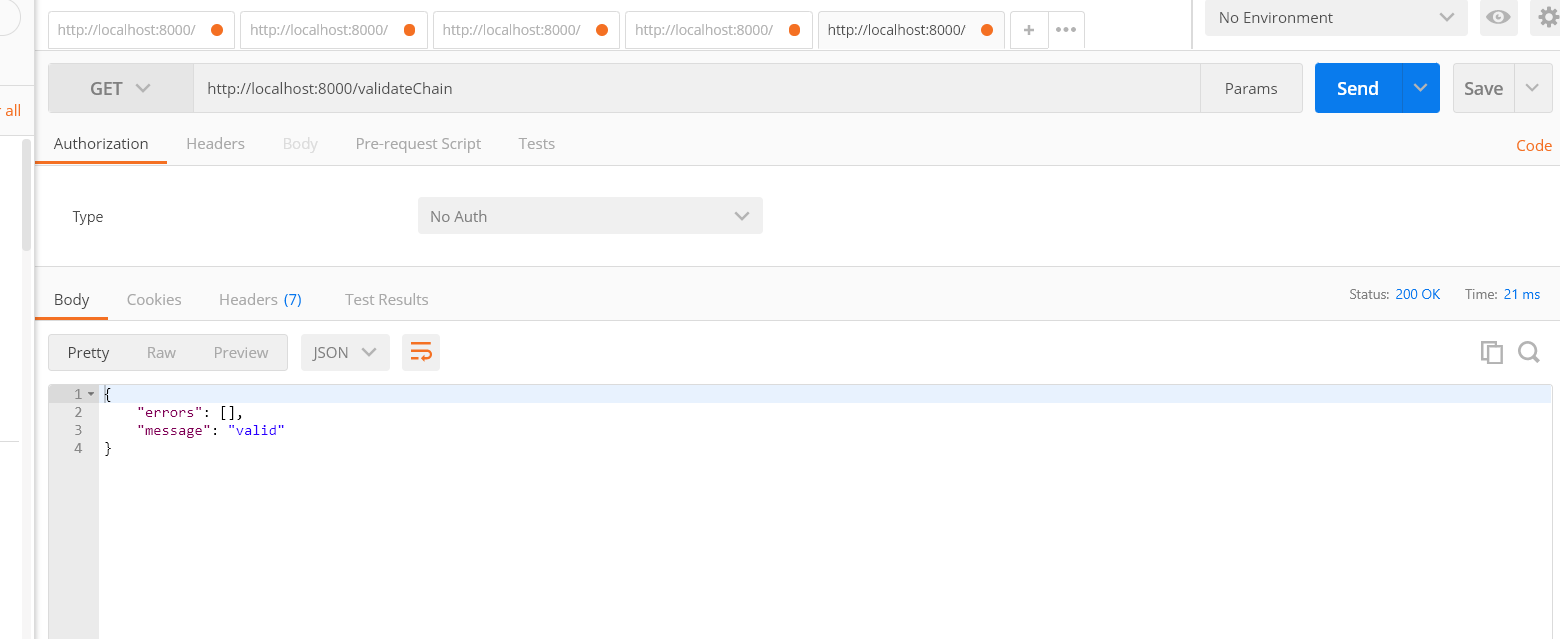 http://localhost:8000/ http://localhost:8000/ http://localhost:8000/ http://localhost:8000/ http://localhost:8000/ + ••• No Environment
all
GET http://localhost:8000/validateChain Params Send Save
Authorization Headers Body Pre-request Script Tests Code
Type No Auth
Body Cookies Headers (7) Test Results Status: 200 OK Time: 21 ms
Pretty Raw Preview JSON
1 {
2 "errors": [],
3 "message": "valid"
4 }